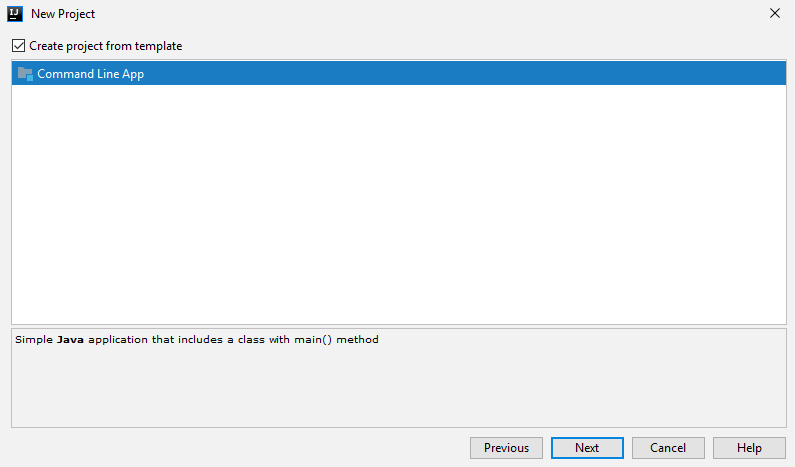 IJ
New Project
Create project from template
Command Line App
Simple Java application that includes a class with main() method
Previous Next Cancel Help